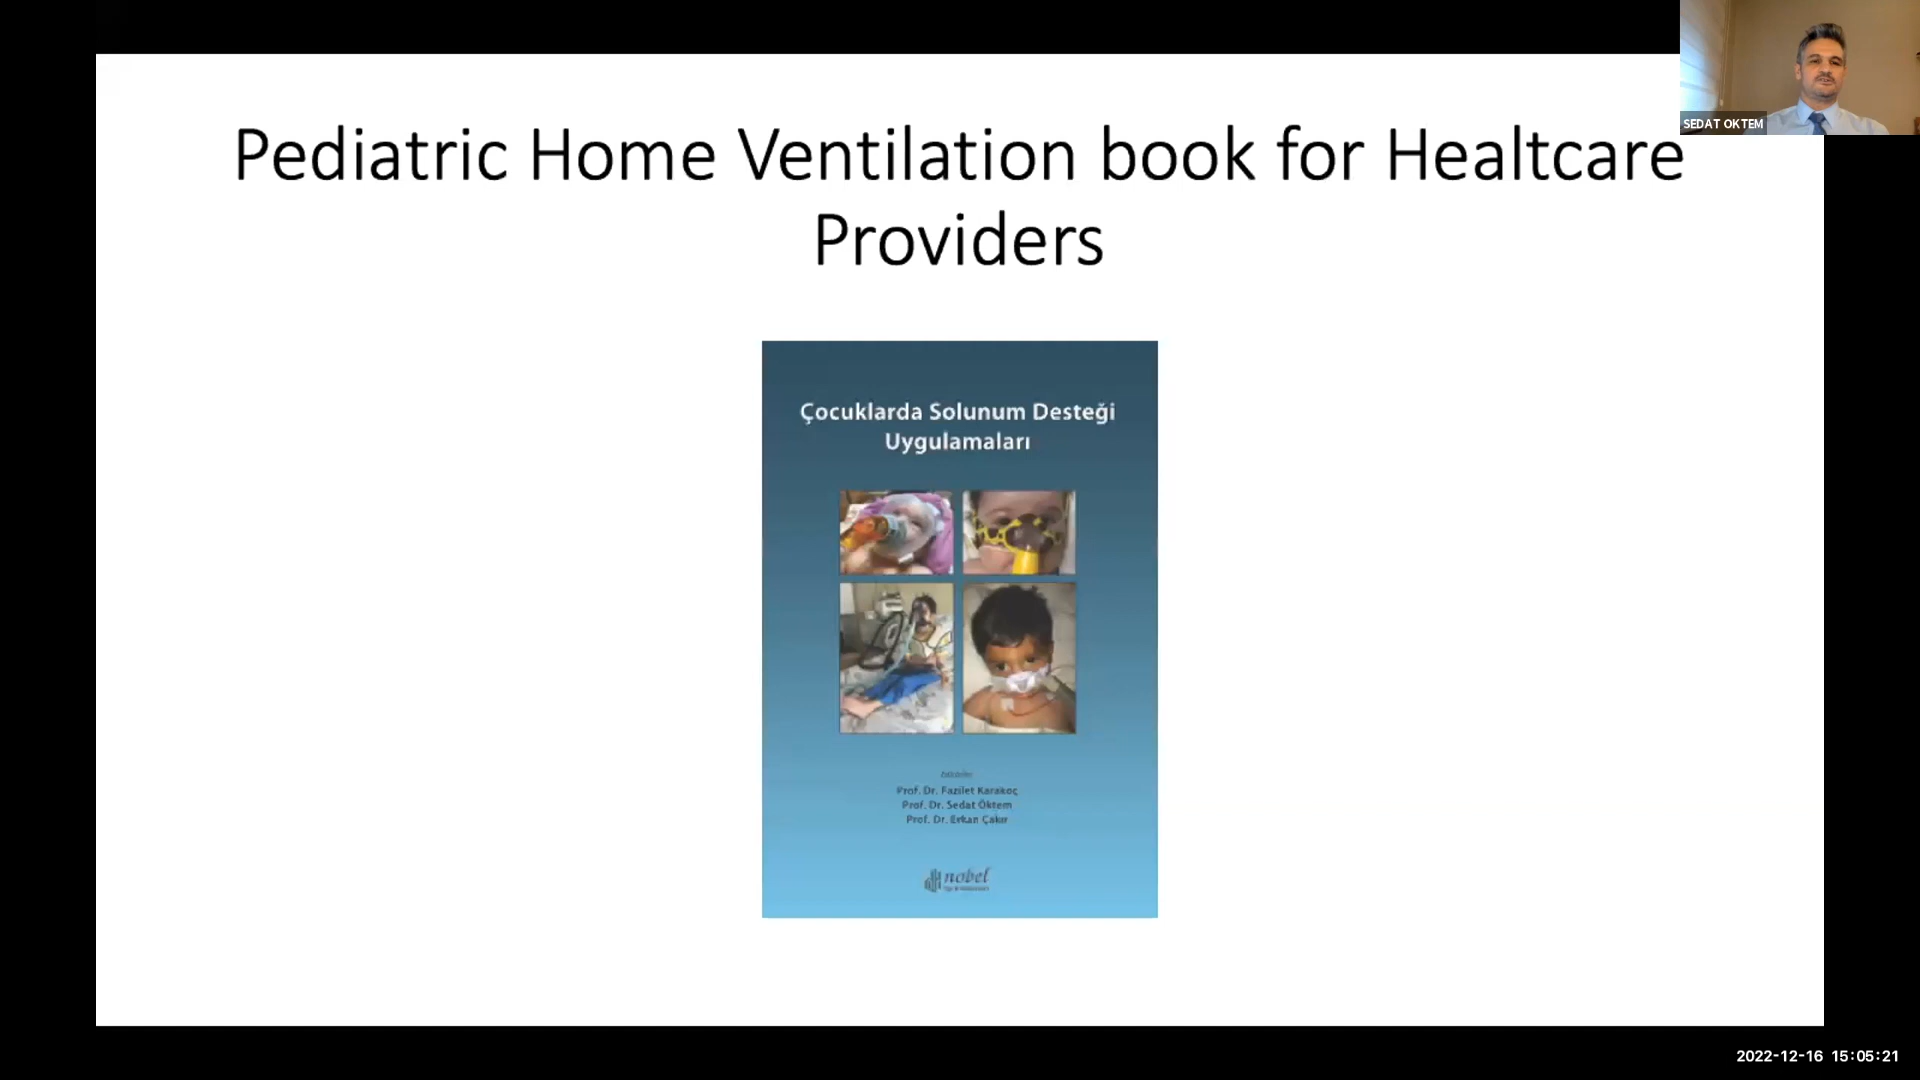 SEDAT OKTEM
Pediatric Home Ventilation book for Healtcare
Providers
Çocuklarda Solunum Desteği
Uygulamaları
Editörler
Prof. Dr. Fazilet Karakoç
Prof. Dr. Sedat Öktem
Prof. Dr. Erkan Çakır
nobel
2022-12-16 15:05:21